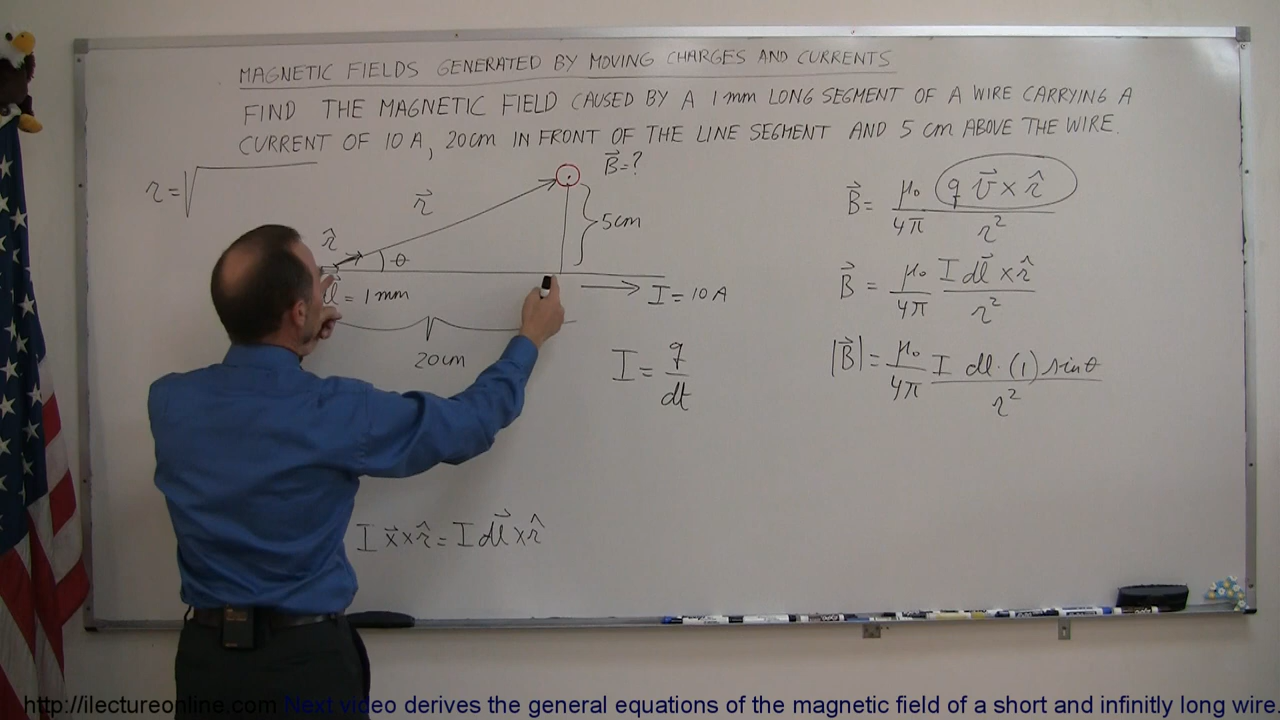 MAGNETIC FIELDS GENERATED BY MOVING CHARGES AND CURRENTS
FIND THE MAGNETIC FIELD CAUSED BY A 1mm LONG SEGMENT OF A WIRE CARRYING A
CURRENT OF 10 A, 20cm IN FRONT OF THE LINE SEGMENT AND 5 cm ABOVE THE WIRE.
r=√
B⃗=?
r⃗
5cm
r̂
θ
dl⃗ = 1mm
I = 10 A
20cm
I = q/dt
I x⃗ × r̂ = I dl⃗ × r̂
B⃗ = μ₀/4π q v⃗ × r̂/r²
B⃗ = μ₀/4π I dl⃗ × r̂/r²
|B⃗| = μ₀/4π I dl·(1) sinθ/r²
http://ilectureonline.com Next video derives the general equations of the magnetic field of a short and infinitly long wire.